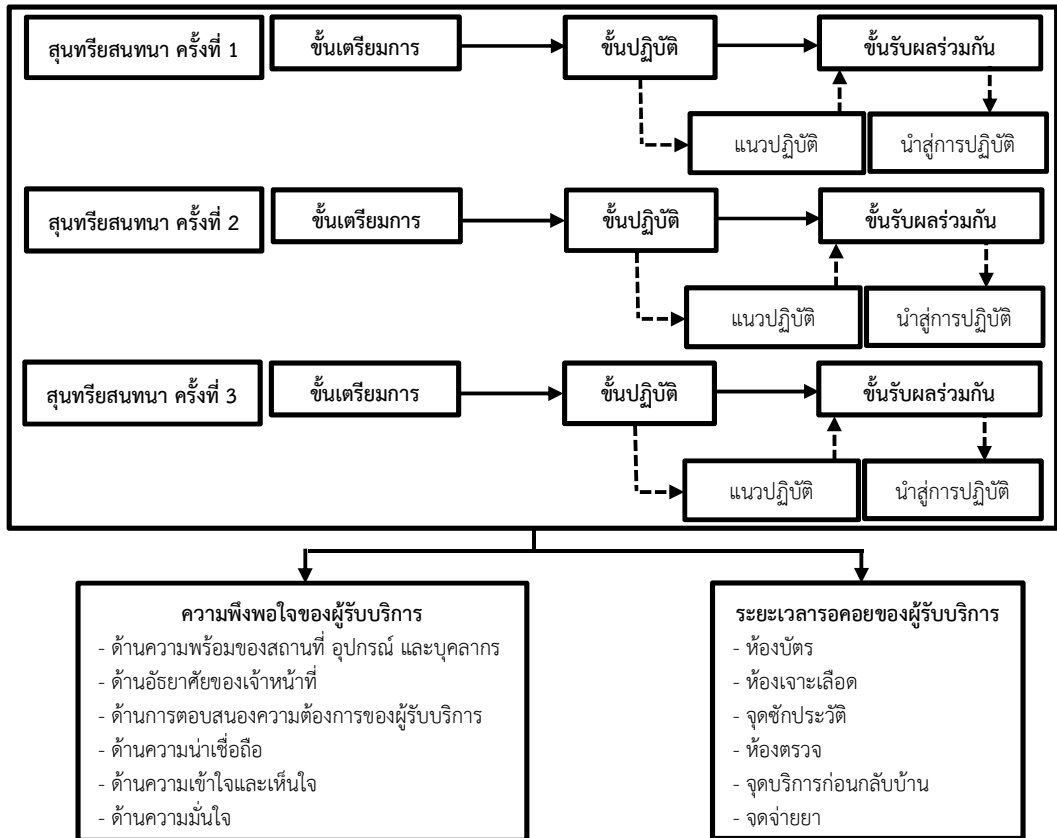 สุนทรียสนทนา ครั้งที่ 1
ขั้นเตรียมการ
ขั้นปฏิบัติ
ขั้นรับผลร่วมกัน
แนวปฏิบัติ
นำสู่การปฏิบัติ
สุนทรียสนทนา ครั้งที่ 2
ขั้นเตรียมการ
ขั้นปฏิบัติ
ขั้นรับผลร่วมกัน
แนวปฏิบัติ
นำสู่การปฏิบัติ
สุนทรียสนทนา ครั้งที่ 3
ขั้นเตรียมการ
ขั้นปฏิบัติ
ขั้นรับผลร่วมกัน
แนวปฏิบัติ
นำสู่การปฏิบัติ
ความพึงพอใจของผู้รับบริการ
- ด้านความพร้อมของสถานที่ อุปกรณ์ และบุคลากร
- ด้านอัธยาศัยของเจ้าหน้าที่
- ด้านการตอบสนองความต้องการของผู้รับบริการ
- ด้านความน่าเชื่อถือ
- ด้านความเข้าใจและเห็นใจ
- ด้านความมั่นใจ
ระยะเวลารอคอยของผู้รับบริการ
- ห้องบัตร
- ห้องเจาะเลือด
- จุดซักประวัติ
- ห้องตรวจ
- จุดบริการก่อนกลับบ้าน
- จุดจ่ายยา